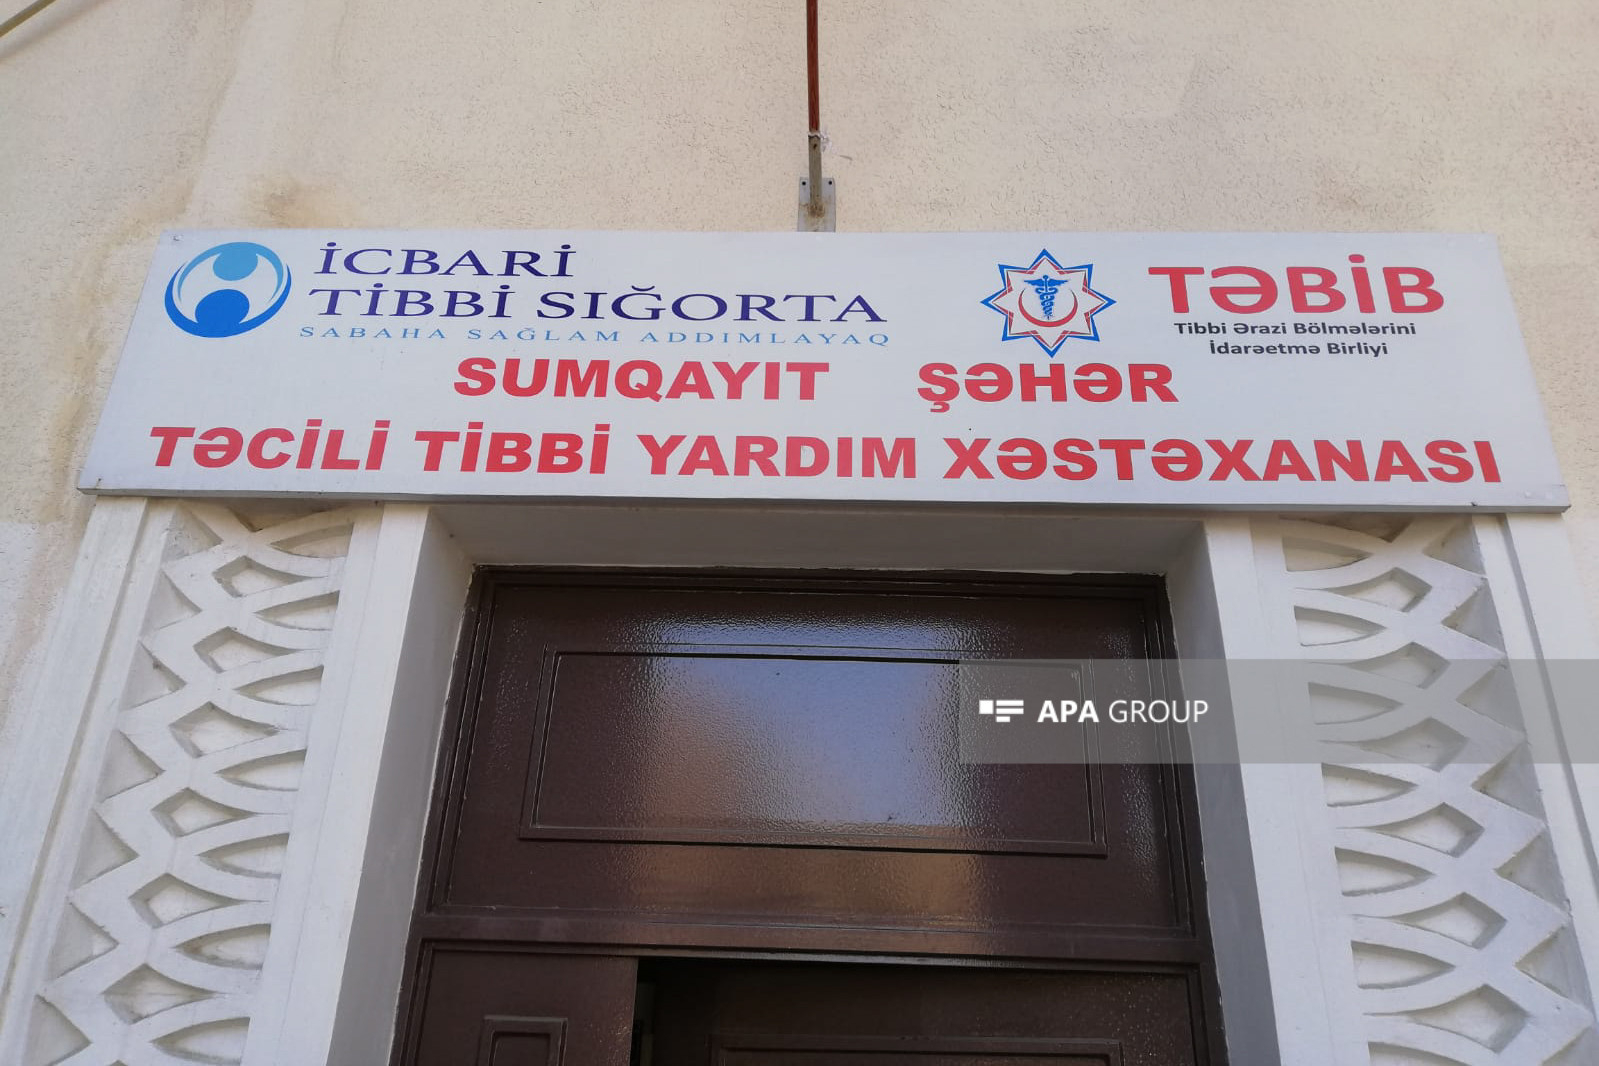 İCBARİ
TİBBİ SIĞORTA
SABAHA SAĞLAM ADDIMLAYAQ
TƏBİB
Tibbi Ərazi Bölmələrini
İdarəetmə Birliyi
SUMQAYIT ŞƏHƏR
TƏCİLİ TİBBİ YARDIM XƏSTƏXANASI
APA GROUP